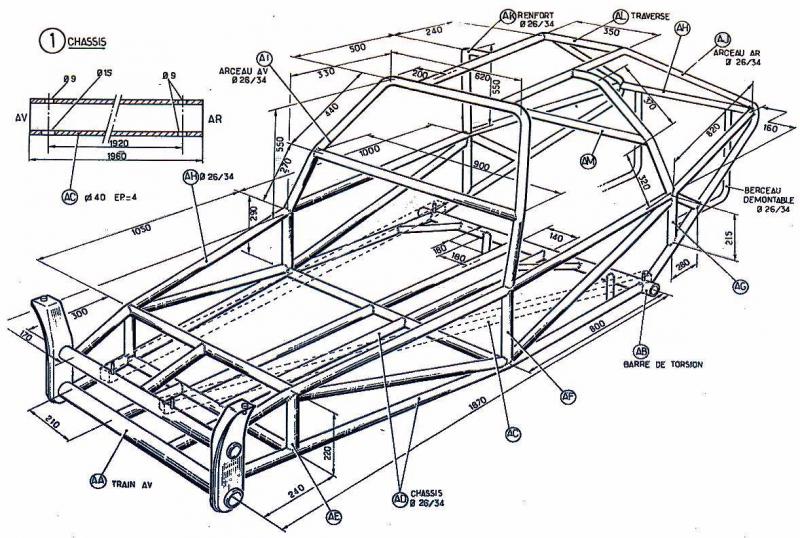 1 CHASSIS
Ø9
Ø15
Ø9
AV
AR
1920
1960
AC Ø40 EP=4
AI
ARCEAU AV
Ø 26/34
AK RENFORT
Ø 26/34
AL TRAVERSE
AH
AJ
ARCEAU AR
Ø 26/34
500
240
350
330
200
620
550
440
550
270
370
820
160
1000
900
AM
320
AH Ø 26/34
290
1050
BERCEAU
DEMONTABLE
Ø 26/34
215
280
AG
140
180
180
300
170
800
AB
BARRE DE TORSION
AF
AC
1870
210
220
240
AA TRAIN AV
AD CHASSIS
Ø 26/34
AE